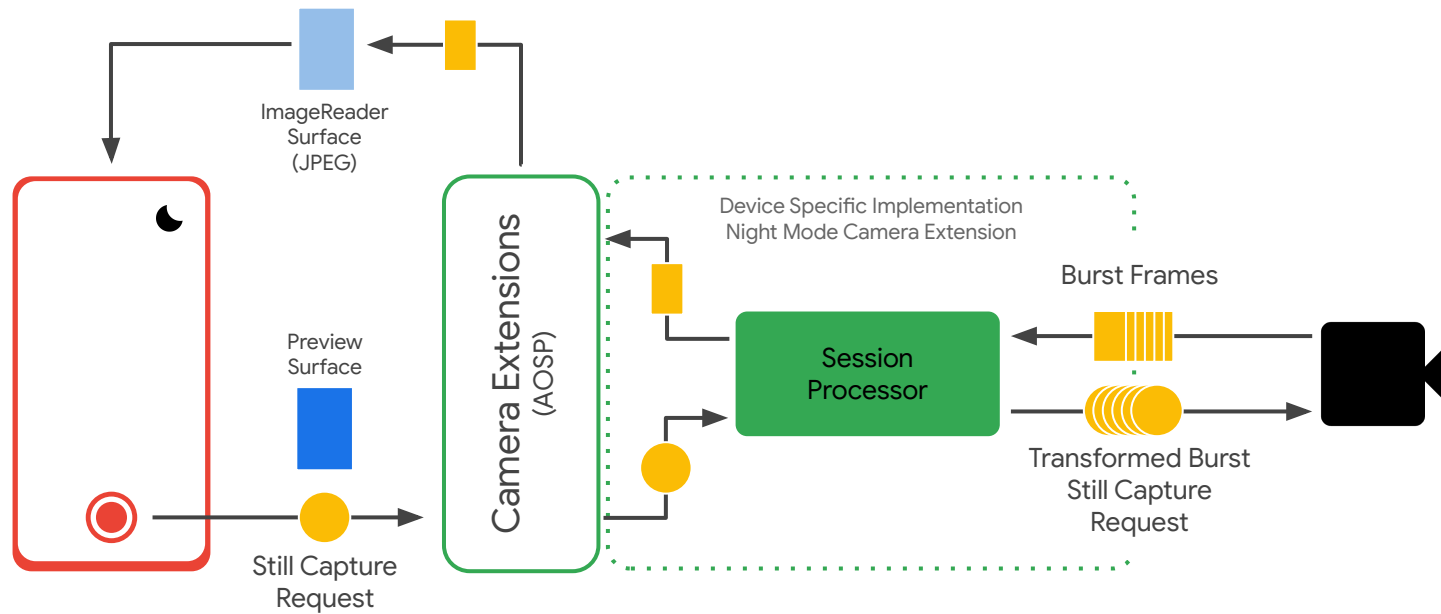 ImageReader
Surface
(JPEG)
Device Specific Implementation
Night Mode Camera Extension
Camera Extensions
(AOSP)
Burst Frames
Preview
Surface
Session
Processor
Transformed Burst
Still Capture
Request
Still Capture
Request